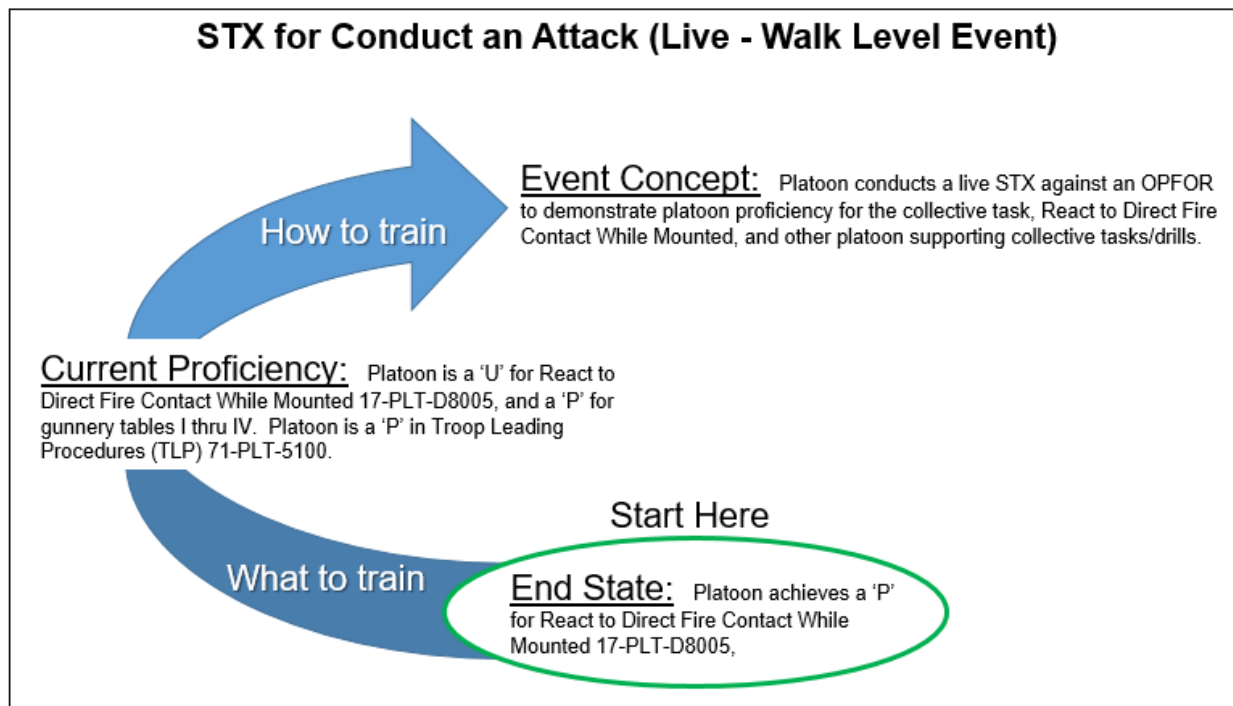 STX for Conduct an Attack (Live - Walk Level Event)
How to train
Event Concept: Platoon conducts a live STX against an OPFOR
to demonstrate platoon proficiency for the collective task, React to Direct Fire
Contact While Mounted, and other platoon supporting collective tasks/drills.
Current Proficiency: Platoon is a ‘U’ for React to
Direct Fire Contact While Mounted 17-PLT-D8005, and a ‘P’ for
gunnery tables I thru IV. Platoon is a ‘P’ in Troop Leading
Procedures (TLP) 71-PLT-5100.
What to train
Start Here
End State: Platoon achieves a ‘P’
for React to Direct Fire Contact While
Mounted 17-PLT-D8005,